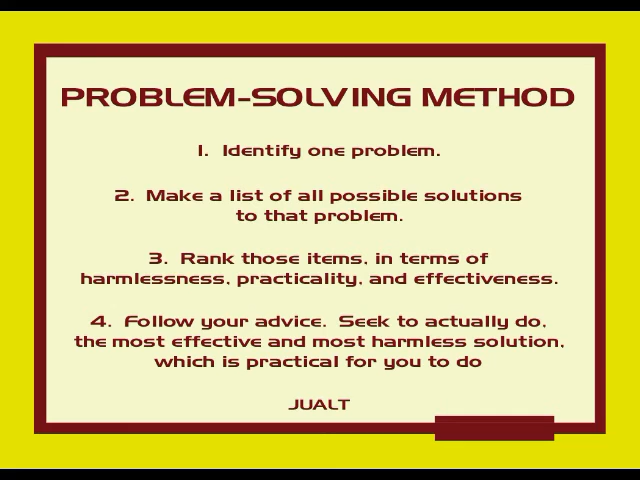 PROBLEM-SOLVING METHOD
1. Identify one problem.
2. Make a list of all possible solutions
to that problem.
3. Rank those items, in terms of
harmlessness, practicality, and effectiveness.
4. Follow your advice. Seek to actually do,
the most effective and most harmless solution,
which is practical for you to do
JUALT